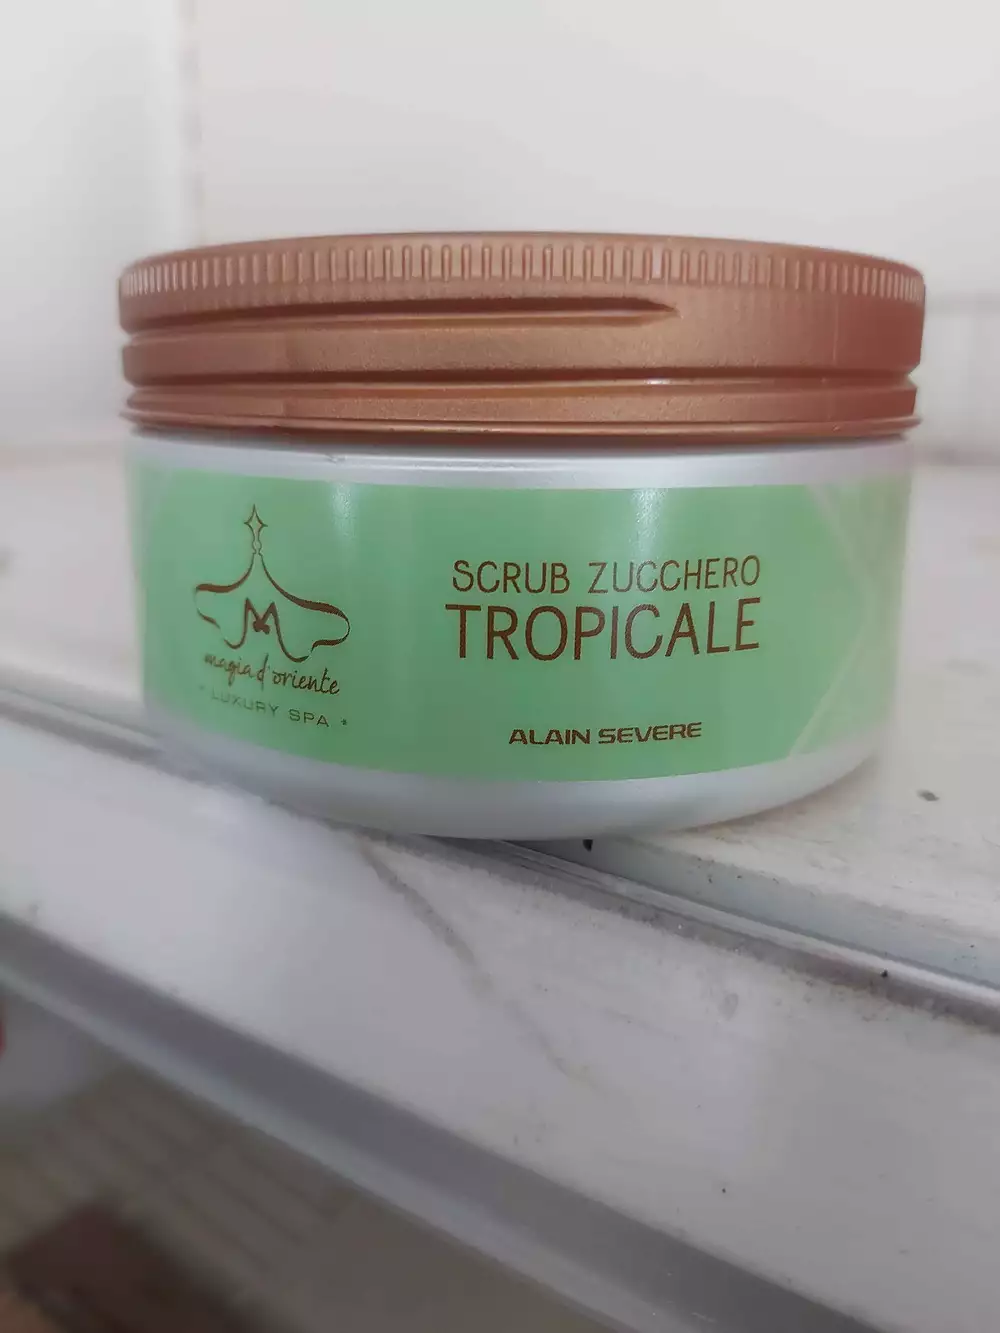 SCRUB ZUCCHERO
TROPICALE
ALAIN SEVERE
M
magia d'oriente
* LUXURY SPA *